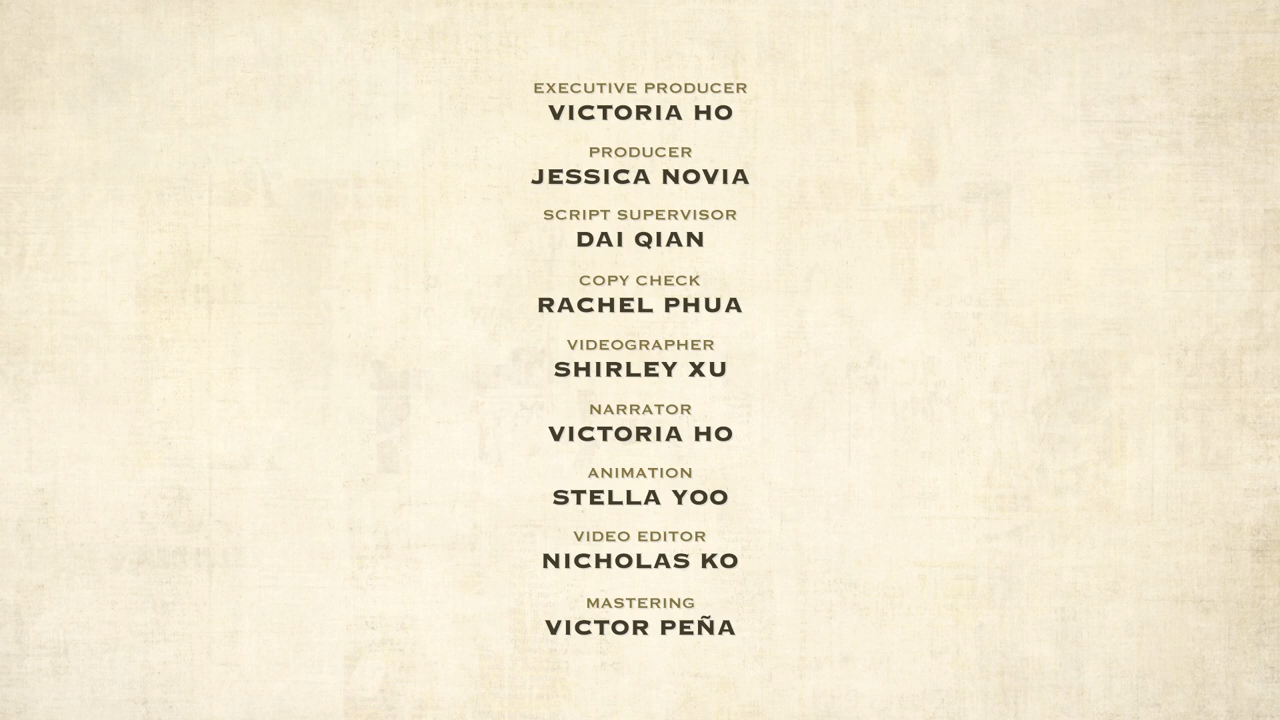 EXECUTIVE PRODUCER
VICTORIA HO
PRODUCER
JESSICA NOVIA
SCRIPT SUPERVISOR
DAI QIAN
COPY CHECK
RACHEL PHUA
VIDEOGRAPHER
SHIRLEY XU
NARRATOR
VICTORIA HO
ANIMATION
STELLA YOO
VIDEO EDITOR
NICHOLAS KO
MASTERING
VICTOR PEÑA